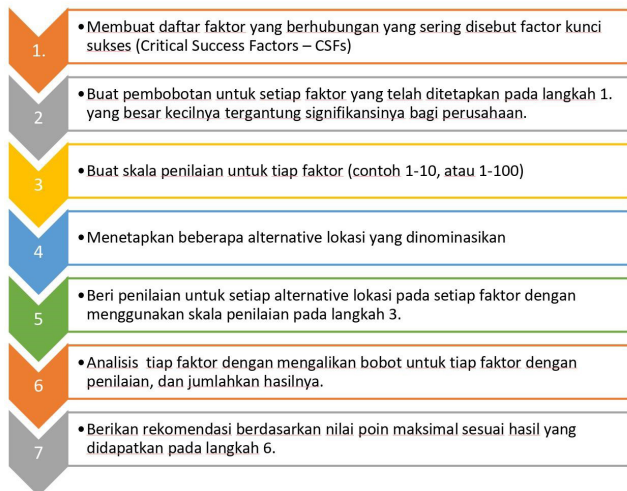 1.
•Membuat daftar faktor yang berhubungan yang sering disebut factor kunci
sukses (Critical Success Factors – CSFs)
2
•Buat pembobotan untuk setiap faktor yang telah ditetapkan pada langkah 1.
yang besar kecilnya tergantung signifikansinya bagi perusahaan.
3
•Buat skala penilaian untuk tiap faktor (contoh 1-10, atau 1-100)
4
•Menetapkan beberapa alternative lokasi yang dinominasikan
5
•Beri penilaian untuk setiap alternative lokasi pada setiap faktor dengan
menggunakan skala penilaian pada langkah 3.
6
•Analisis tiap faktor dengan mengalikan bobot untuk tiap faktor dengan
penilaian, dan jumlahkan hasilnya.
7
•Berikan rekomendasi berdasarkan nilai poin maksimal sesuai hasil yang
didapatkan pada langkah 6.